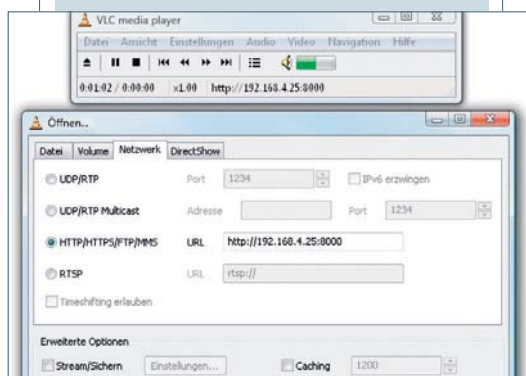 VLC media player
Datei Ansicht Einstellungen Audio Video Navigation Hilfe
0:01:02 / 0:00:00 x1.00 http://192.168.4.25:8000
Öffnen...
Datei Volume Netzwerk DirectShow
UDP/RTP Port 1234 IPv6 erzwingen
UDP/RTP Multicast Adresse Port 1234
HTTP/HTTPS/FTP/MMS URL http://192.168.4.25:8000
RTSP URL rtsp://
Timeshifting erlauben
Erweiterte Optionen
Stream/Sichern Einstellungen... Caching 1200